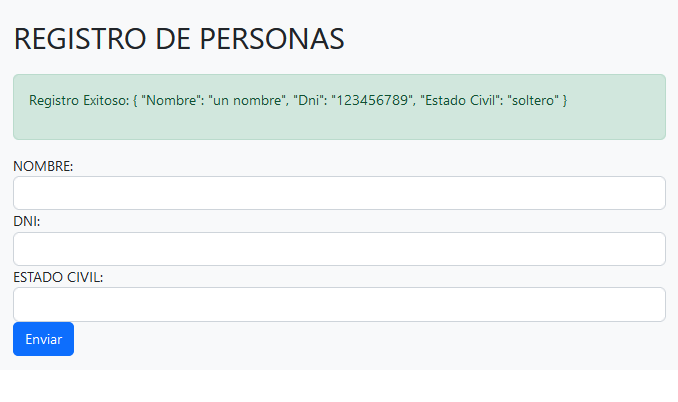 REGISTRO DE PERSONAS
Registro Exitoso: { "Nombre": "un nombre", "Dni": "123456789", "Estado Civil": "soltero" }
NOMBRE:
DNI:
ESTADO CIVIL:
Enviar